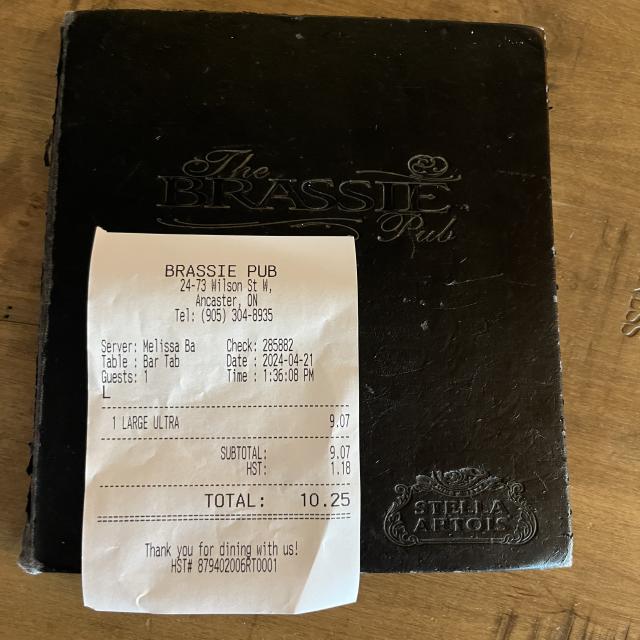 The
BRASSIE
Pub
BRASSIE PUB
24-73 Wilson St W,
Ancaster, ON
Tel: (905) 304-8935
Server: Melissa Ba Check: 285882
Table : Bar Tab Date : 2024-04-21
Guests: 1 Time : 1:36:08 PM
L
1 LARGE ULTRA 9.07
SUBTOTAL: 9.07
HST: 1.18
TOTAL: 10.25
Thank you for dining with us!
HST# 879402006RT0001
STELLA
ARTOIS